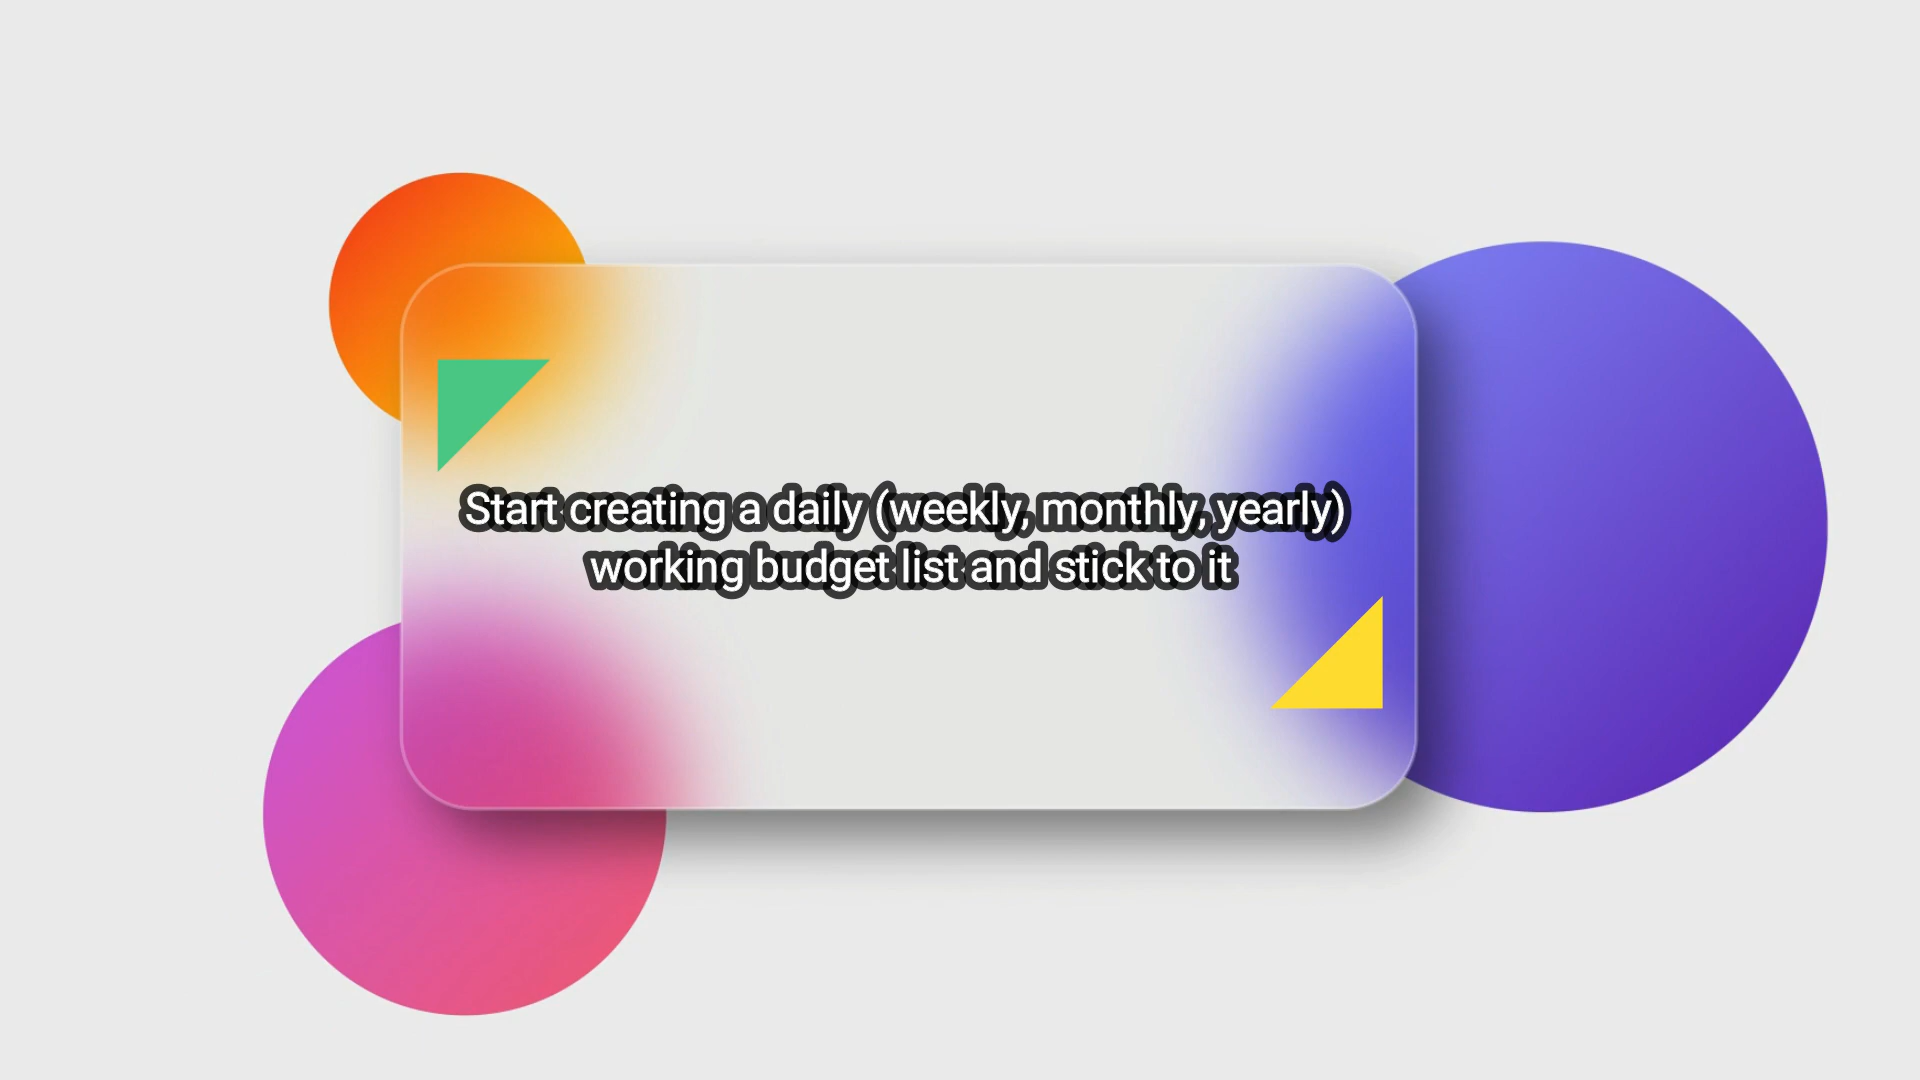 Start creating a daily (weekly, monthly, yearly)
working budget list and stick to it